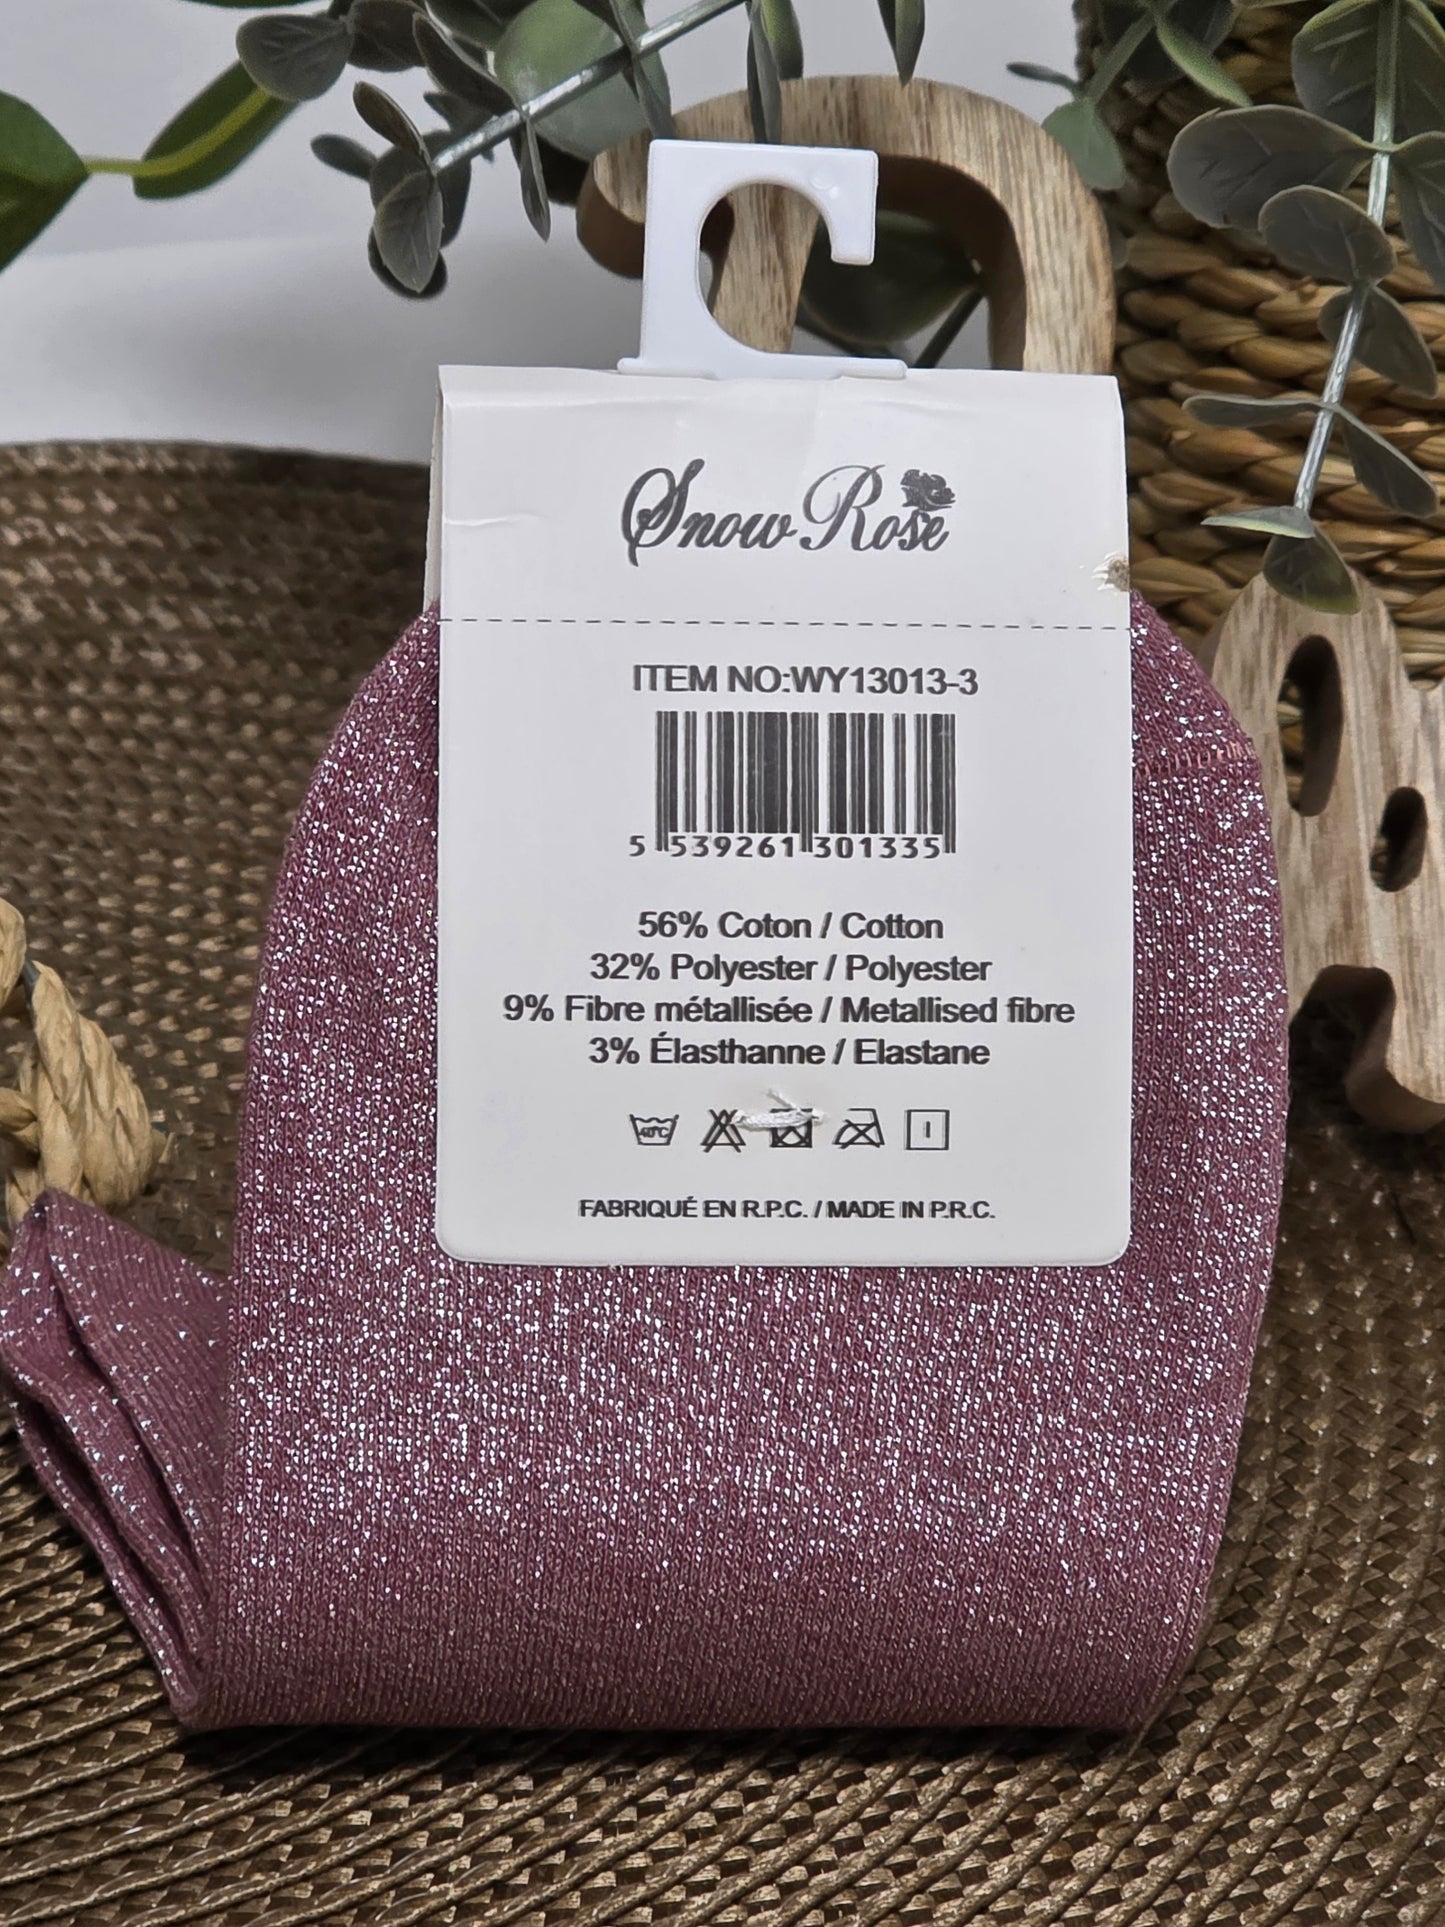 Snow Rose
ITEM NO:WY13013-3
5 539261 301335
56% Coton / Cotton
32% Polyester / Polyester
9% Fibre métallisée / Metallised fibre
3% Élasthanne / Elastane
40°C
FABRIQUÉ EN R.P.C. / MADE IN P.R.C.